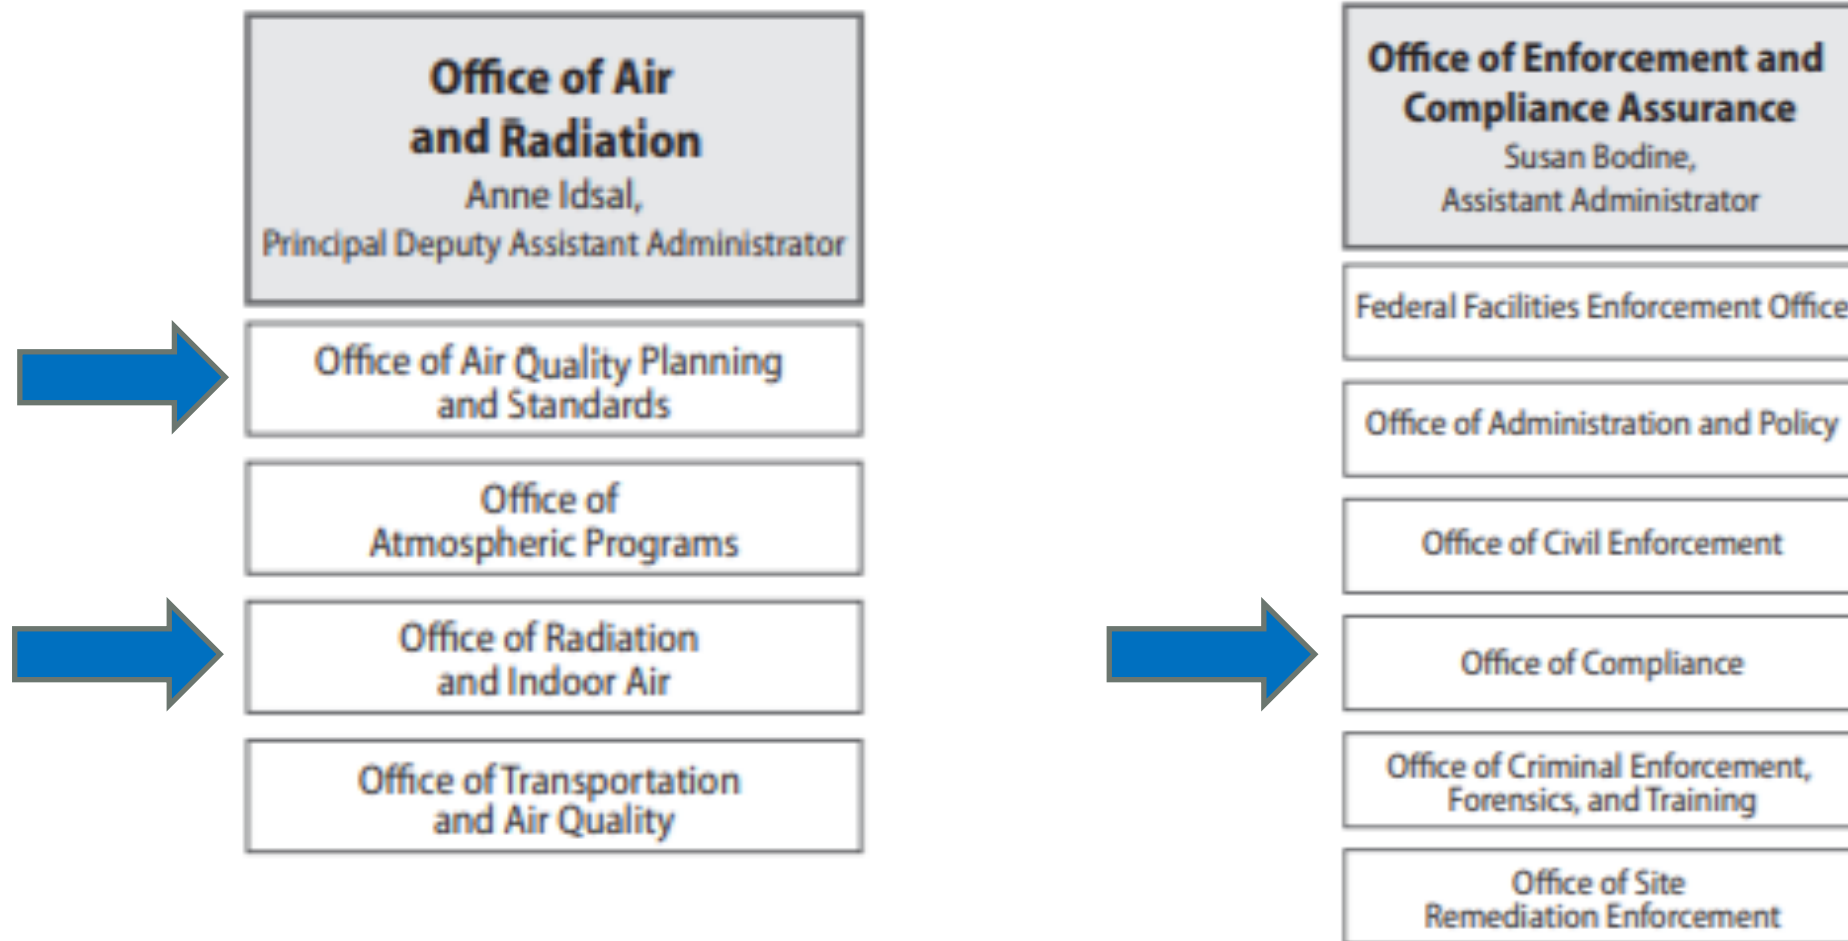 Office of Air
and Radiation
Anne Idsal,
Principal Deputy Assistant Administrator
Office of Air Quality Planning
and Standards
Office of
Atmospheric Programs
Office of Radiation
and Indoor Air
Office of Transportation
and Air Quality
Office of Enforcement and
Compliance Assurance
Susan Bodine,
Assistant Administrator
Federal Facilities Enforcement Office
Office of Administration and Policy
Office of Civil Enforcement
Office of Compliance
Office of Criminal Enforcement,
Forensics, and Training
Office of Site
Remediation Enforcement